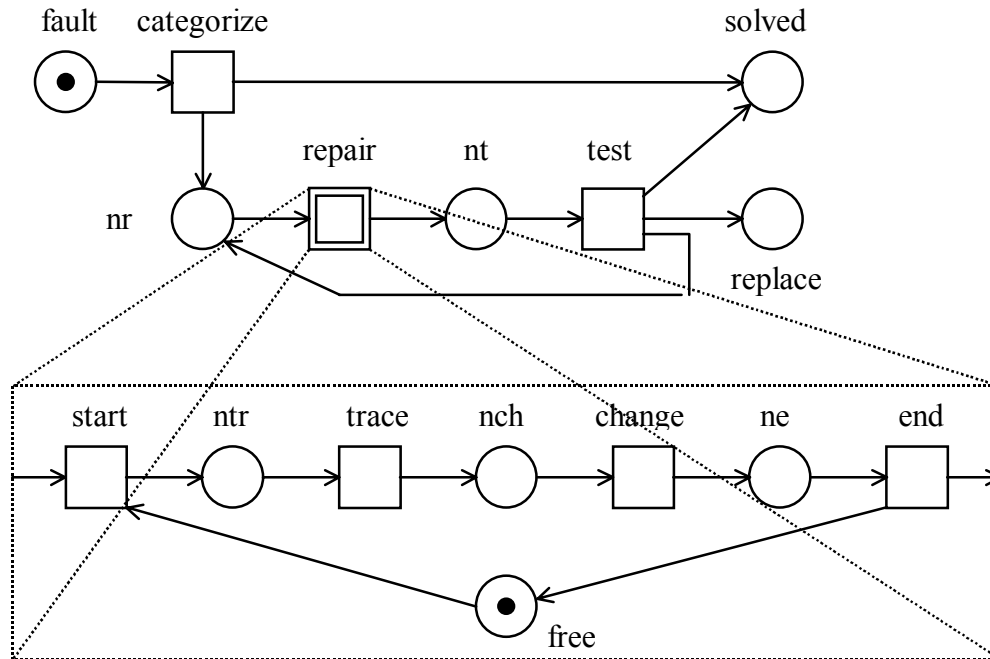 fault categorize solved
repair nt test
nr
replace
start ntr trace nch change ne end
free